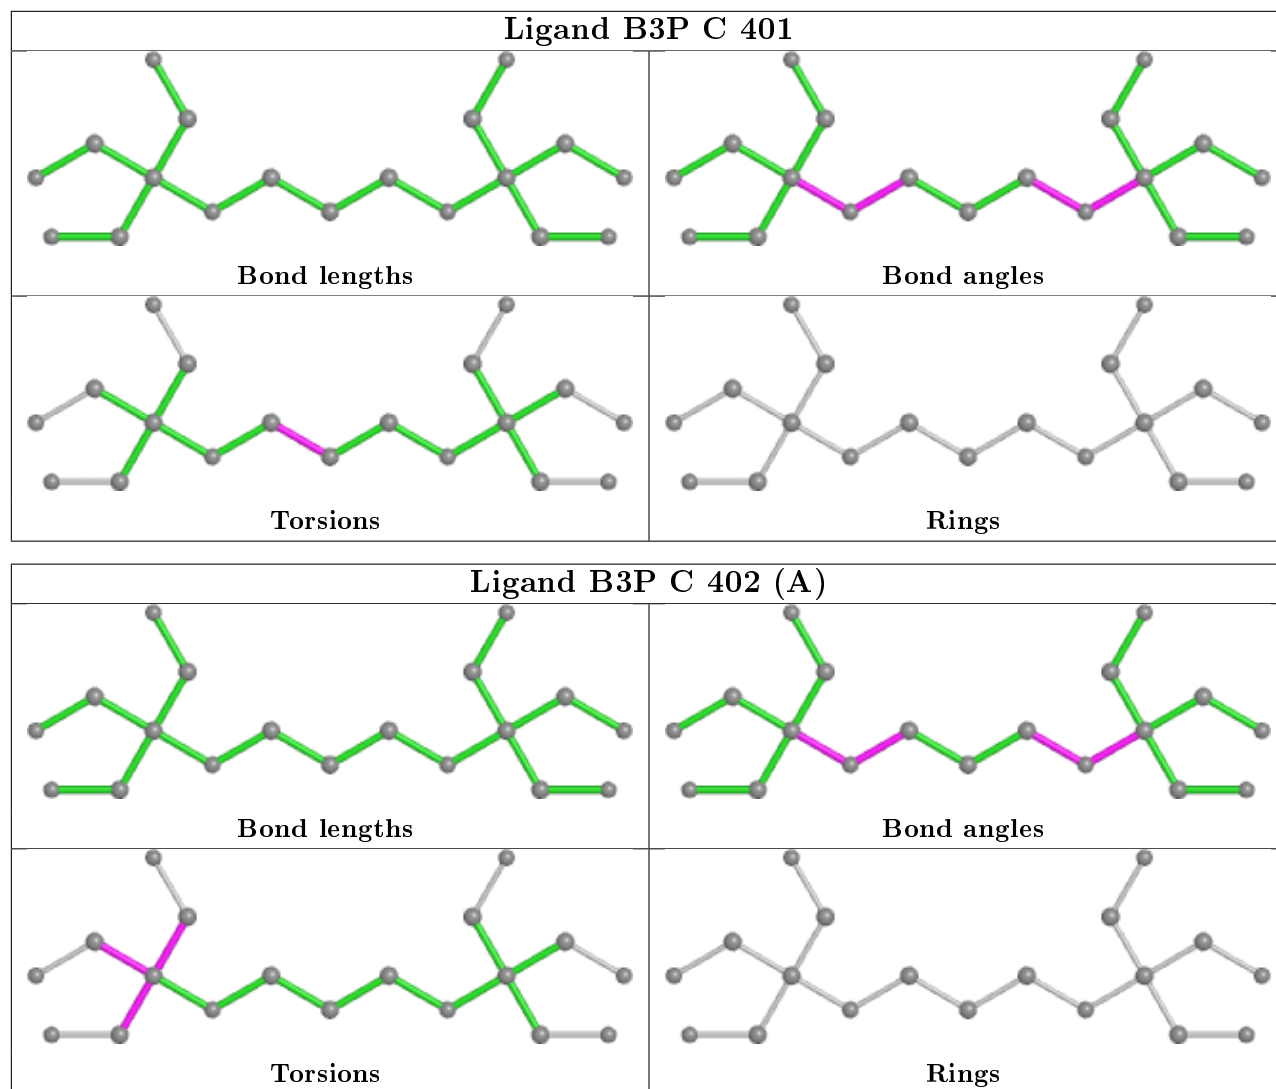 Ligand B3P C 401
Bond lengths
Bond angles
Torsions
Rings
Ligand B3P C 402 (A)
Bond lengths
Bond angles
Torsions
Rings